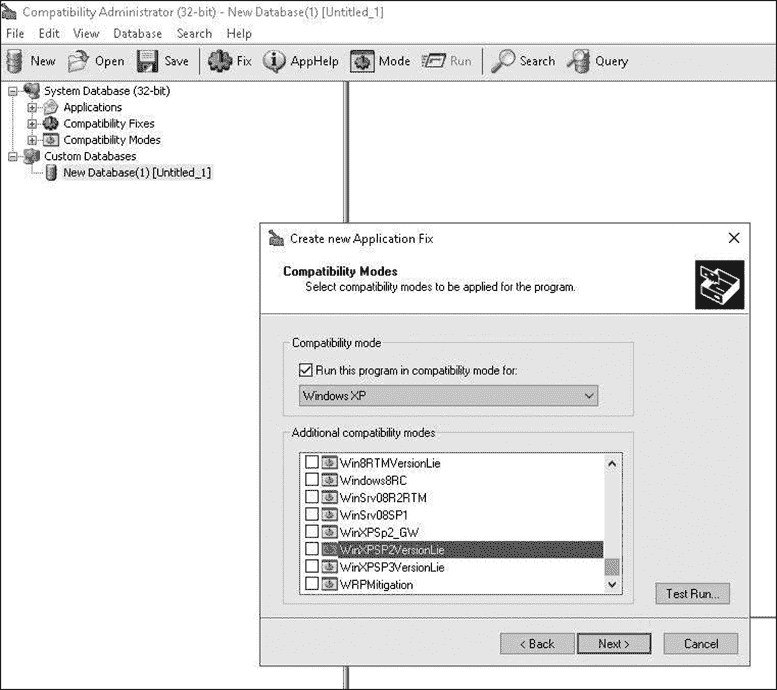 Compatibility Administrator (32-bit) - New Database(1) [Untitled_1]
File Edit View Database Search Help
New Open Save Fix AppHelp Mode Run Search Query
System Database (32-bit)
Applications
Compatibility Fixes
Compatibility Modes
Custom Databases
New Database(1) [Untitled_1]
Create new Application Fix
Compatibility Modes
Select compatibility modes to be applied for the program.
Compatibility mode
Run this program in compatibility mode for:
Windows XP
Additional compatibility modes
Win8RTMVersionLie
Windows8RC
WinSrv08R2RTM
WinSrv08SP1
WinXPSp2_GW
WinXPSP2VersionLie
WinXPSP3VersionLie
WRPMitigation
Test Run...
< Back Next > Cancel